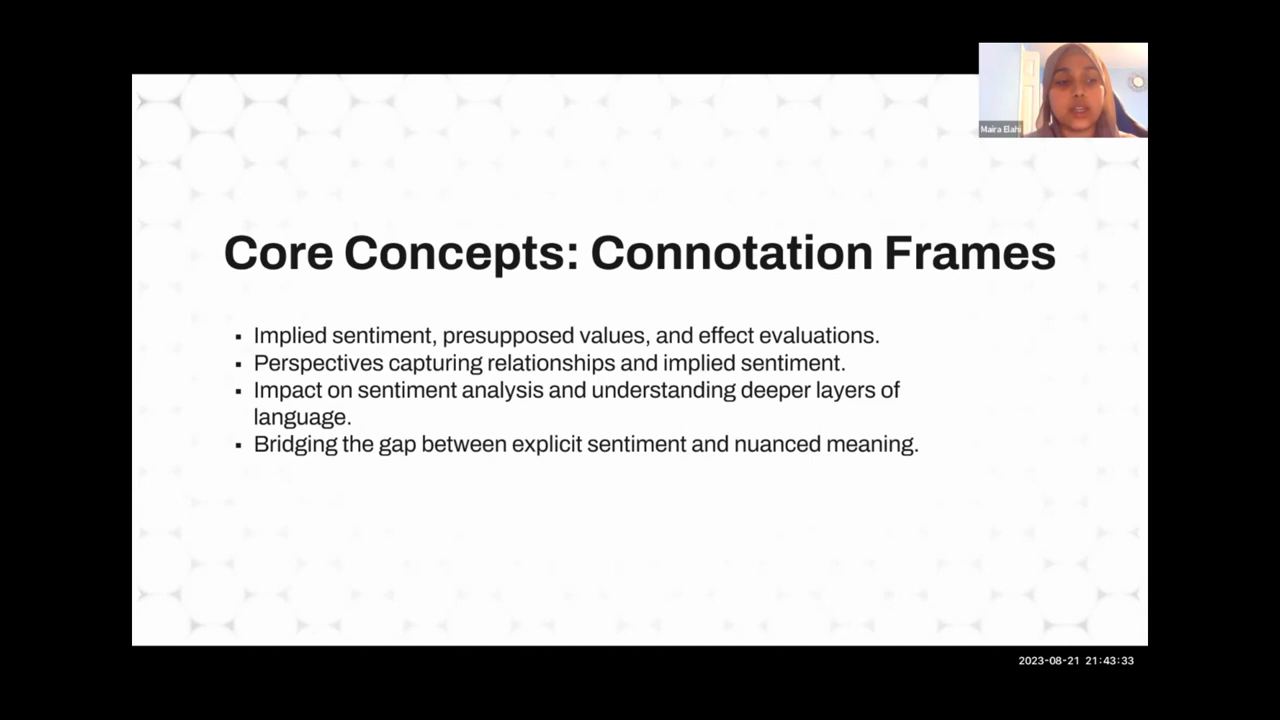 Maira Elahi
Core Concepts: Connotation Frames
▪ Implied sentiment, presupposed values, and effect evaluations.
▪ Perspectives capturing relationships and implied sentiment.
▪ Impact on sentiment analysis and understanding deeper layers of
language.
▪ Bridging the gap between explicit sentiment and nuanced meaning.
2023-08-21 21:43:33